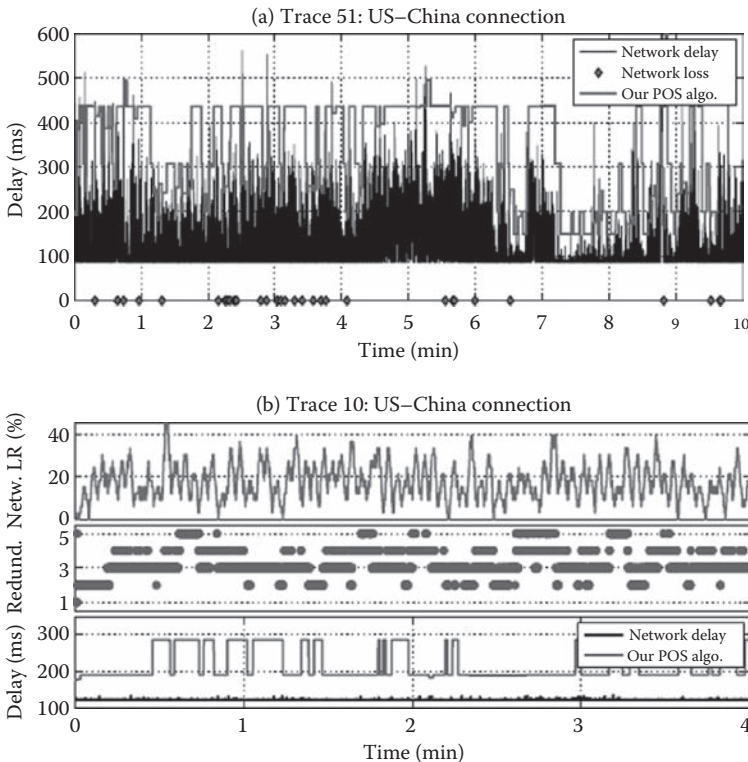 (a) Trace 51: US–China connection
600
500
400
300
200
100
0
Delay (ms)
Network delay
Network loss
Our POS algo.
0 1 2 3 4 5 6 7 8 9 10
Time (min)
(b) Trace 10: US–China connection
Netw. LR (%)
40
20
0
Redund.
5
3
1
Delay (ms)
300
200
100
Network delay
Our POS algo.
0 1 2 3 4
Time (min)